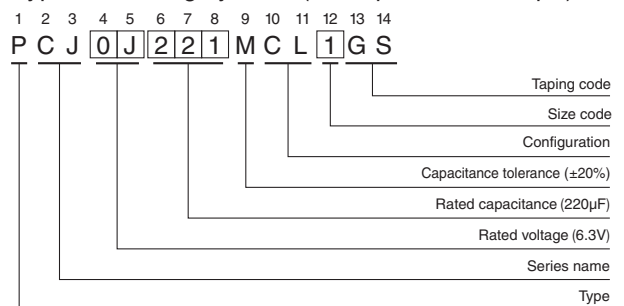 1 2 3 4 5 6 7 8 9 10 11 12 13 14
P C J 0 J 2 2 1 M C L 1 G S
Taping code
Size code
Configuration
Capacitance tolerance (±20%)
Rated capacitance (220μF)
Rated voltage (6.3V)
Series name
Type